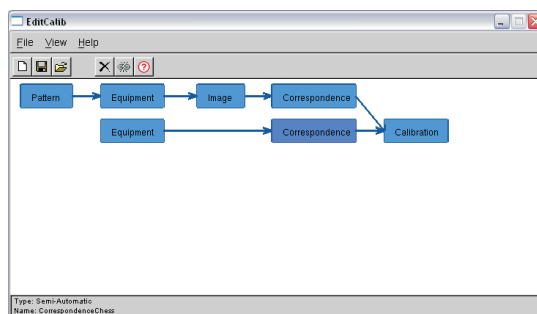 EditCalib
File View Help
Pattern Equipment Image Correspondence
Equipment Correspondence Calibration
Type: Semi-Automatic
Name: CorrespondenceChess